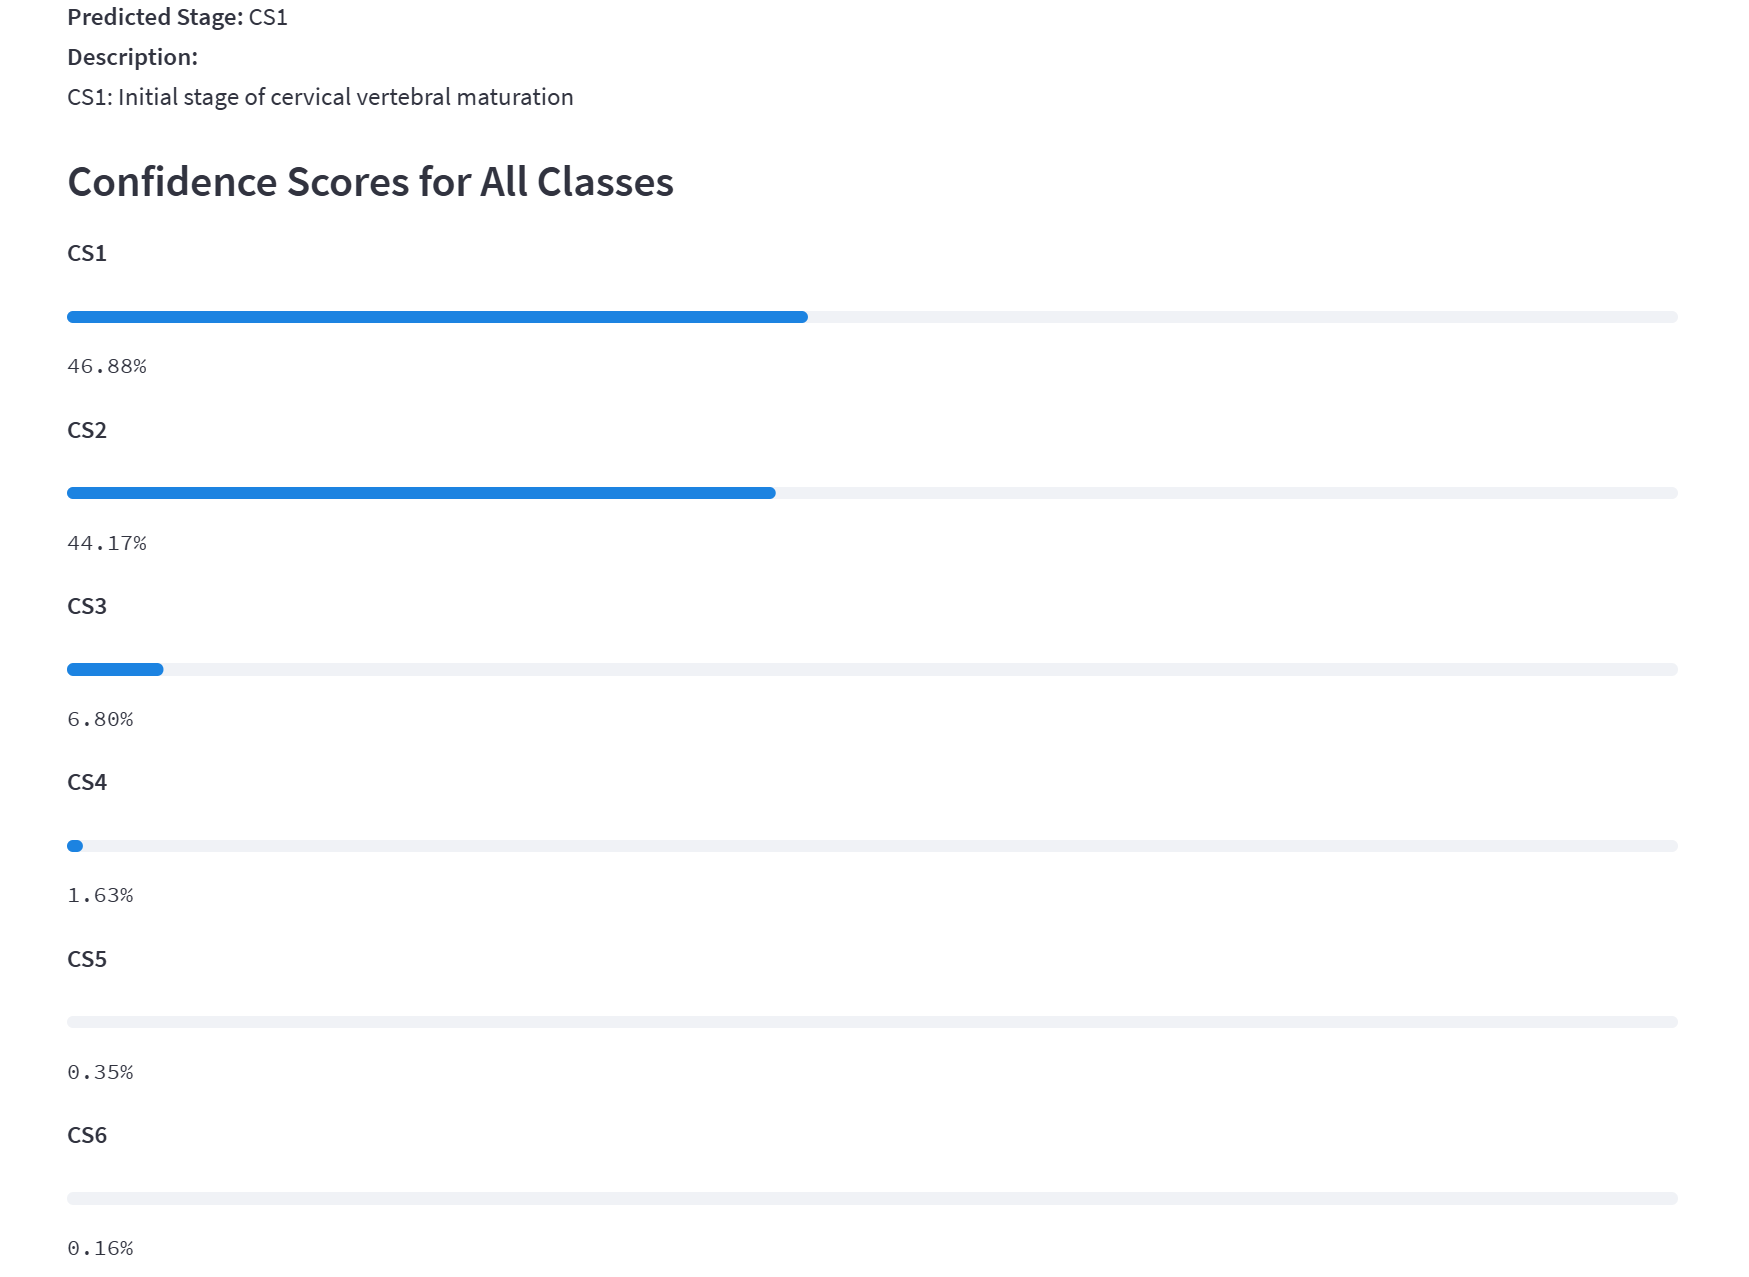 Predicted Stage: CS1
Description:
CS1: Initial stage of cervical vertebral maturation
Confidence Scores for All Classes
CS1
46.88%
CS2
44.17%
CS3
6.80%
CS4
1.63%
CS5
0.35%
CS6
0.16%